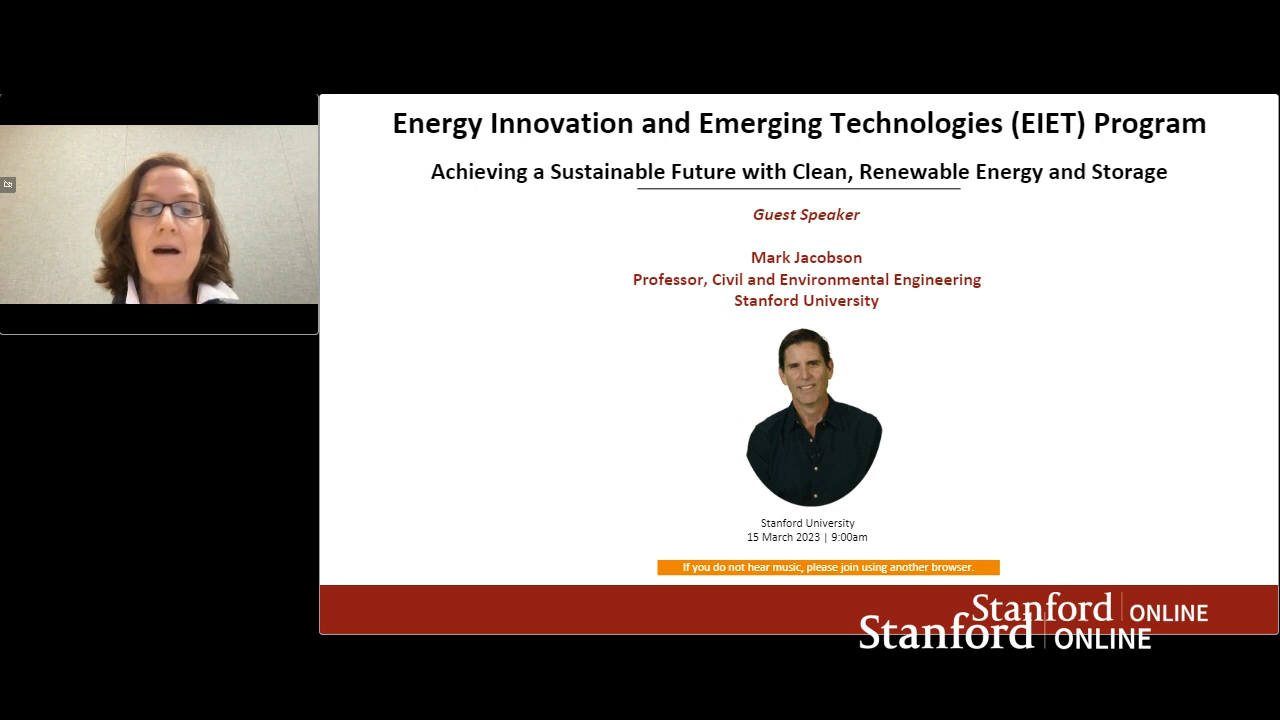 Energy Innovation and Emerging Technologies (EIET) Program
Achieving a Sustainable Future with Clean, Renewable Energy and Storage
Guest Speaker
Mark Jacobson
Professor, Civil and Environmental Engineering
Stanford University
Stanford University
15 March 2023 | 9:00am
If you do not hear music, please join using another browser.
Stanford | ONLINE
Stanford | ONLINE